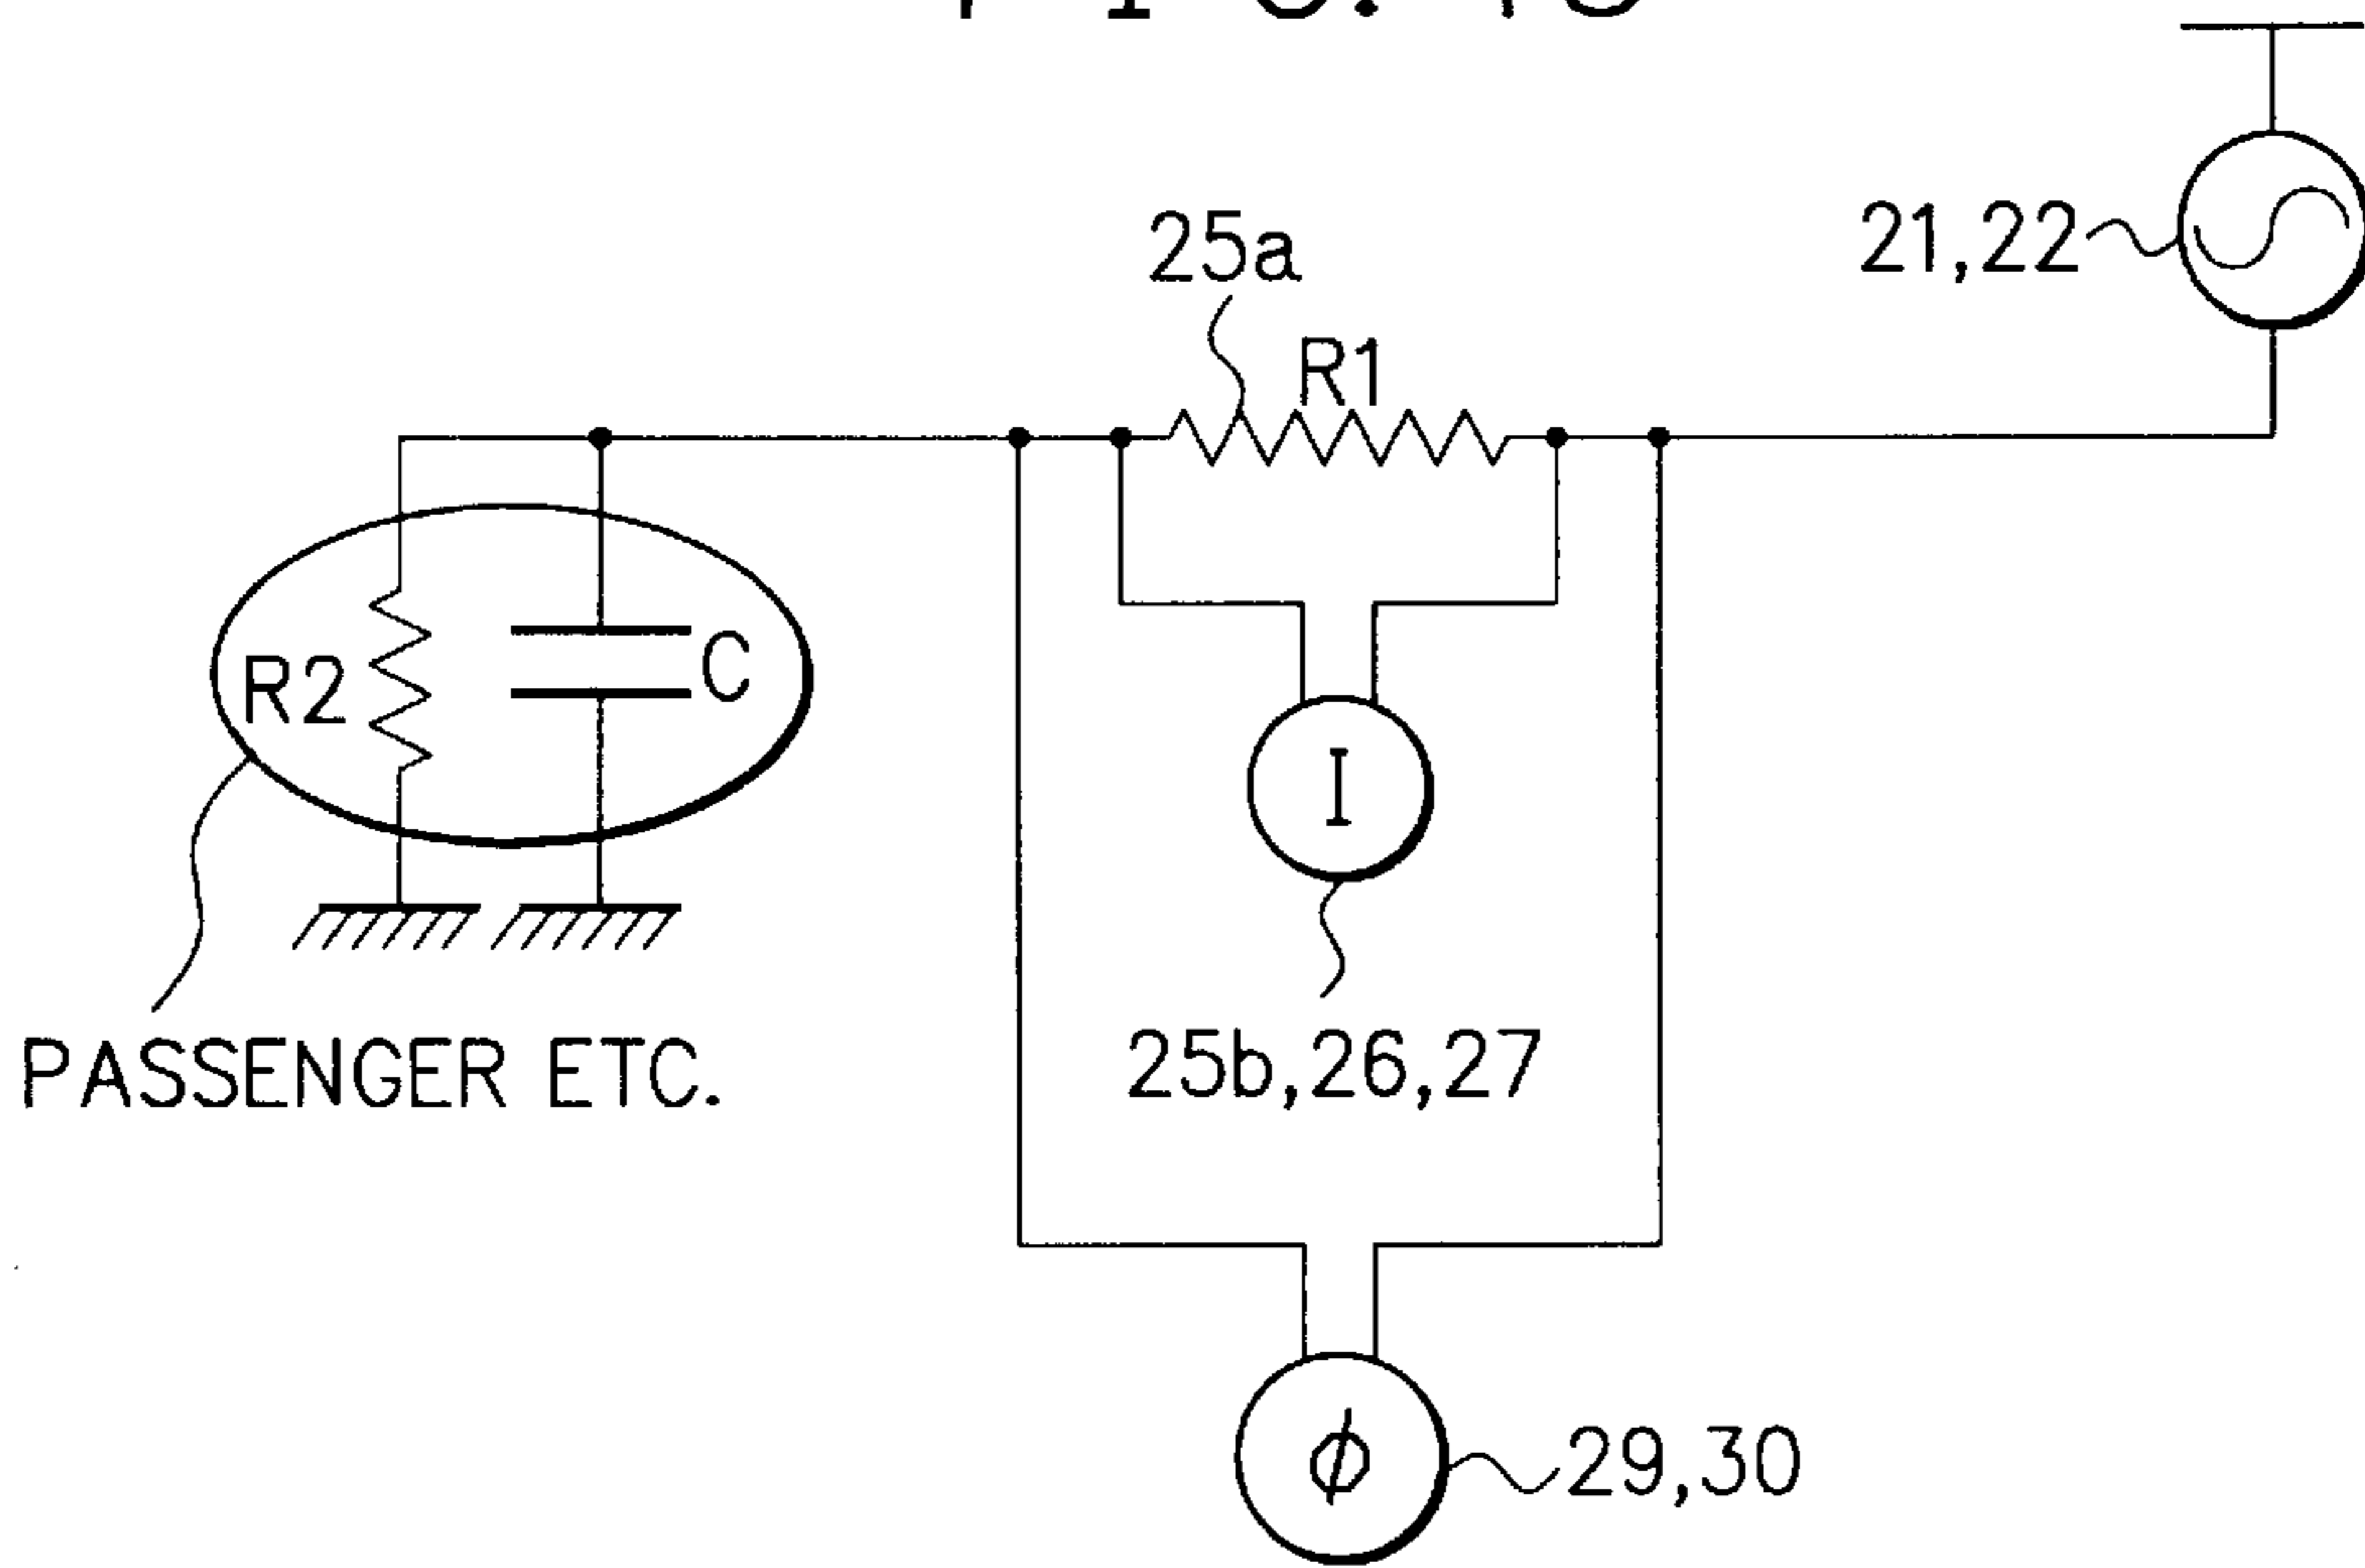 25a
21,22
R1
R2
C
I
PASSENGER ETC.
25b,26,27
ϕ
29,30